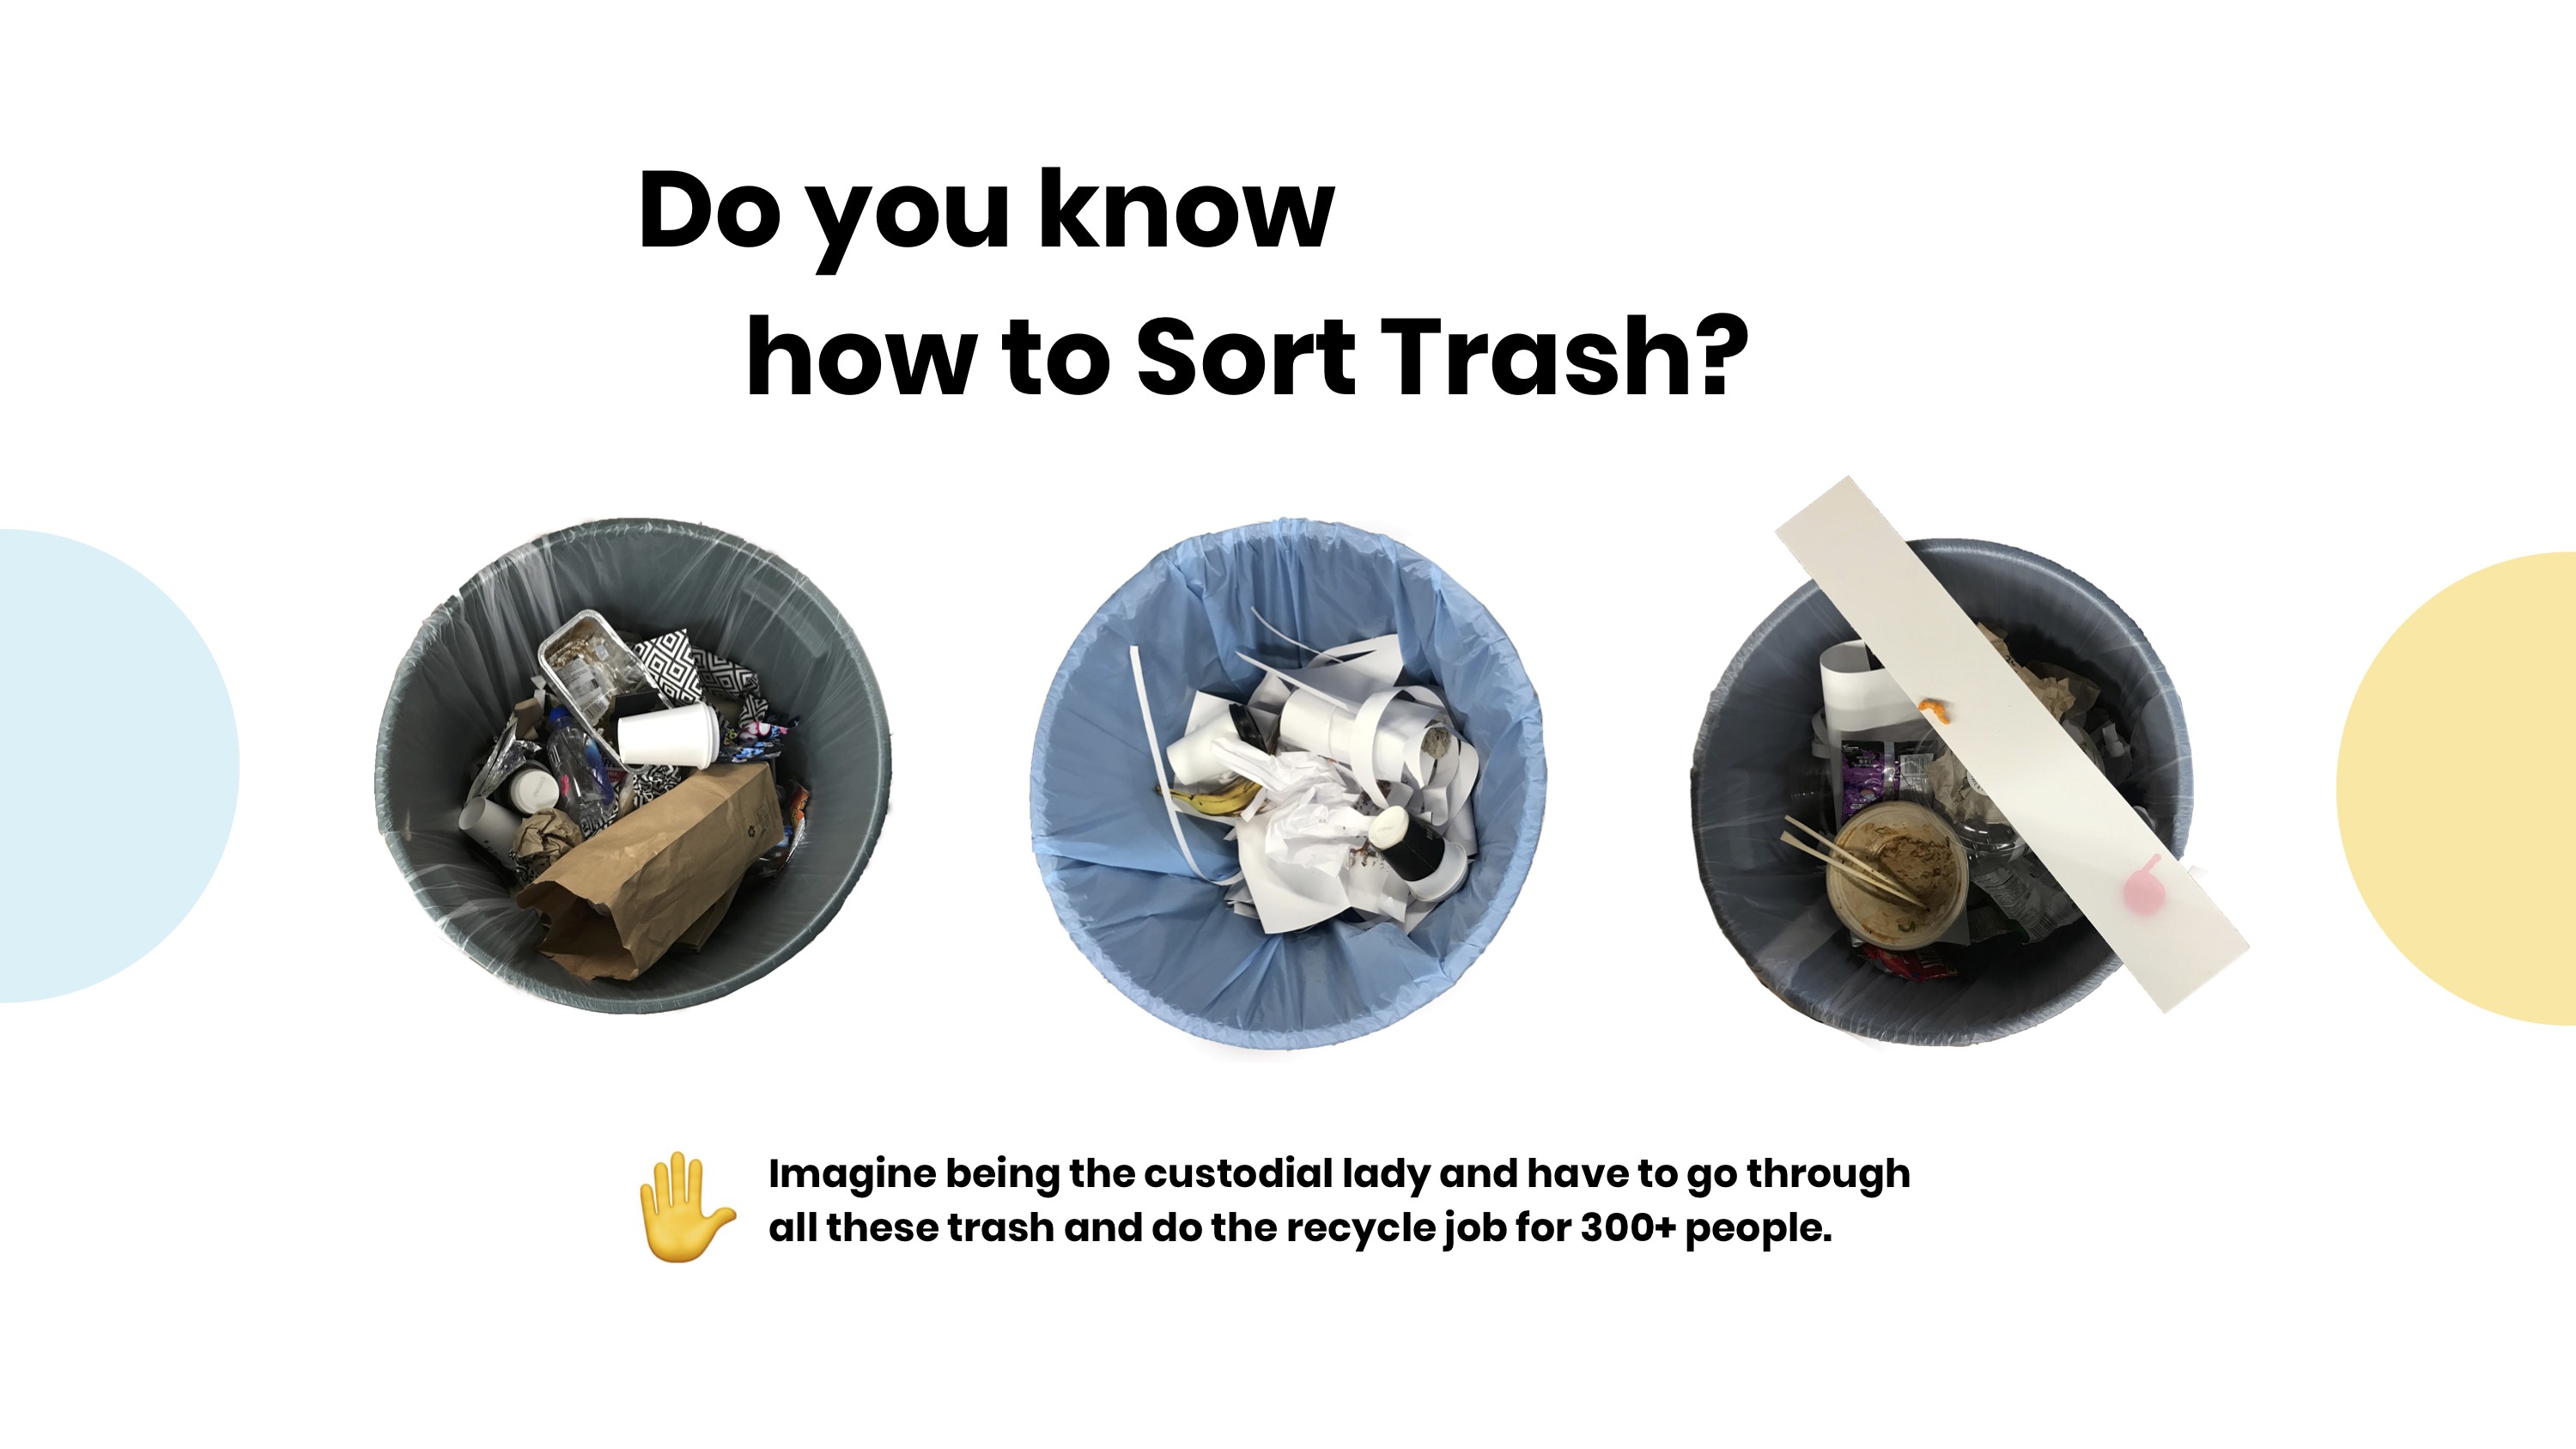 Do you know
how to Sort Trash?
Imagine being the custodial lady and have to go through
all these trash and do the recycle job for 300+ people.